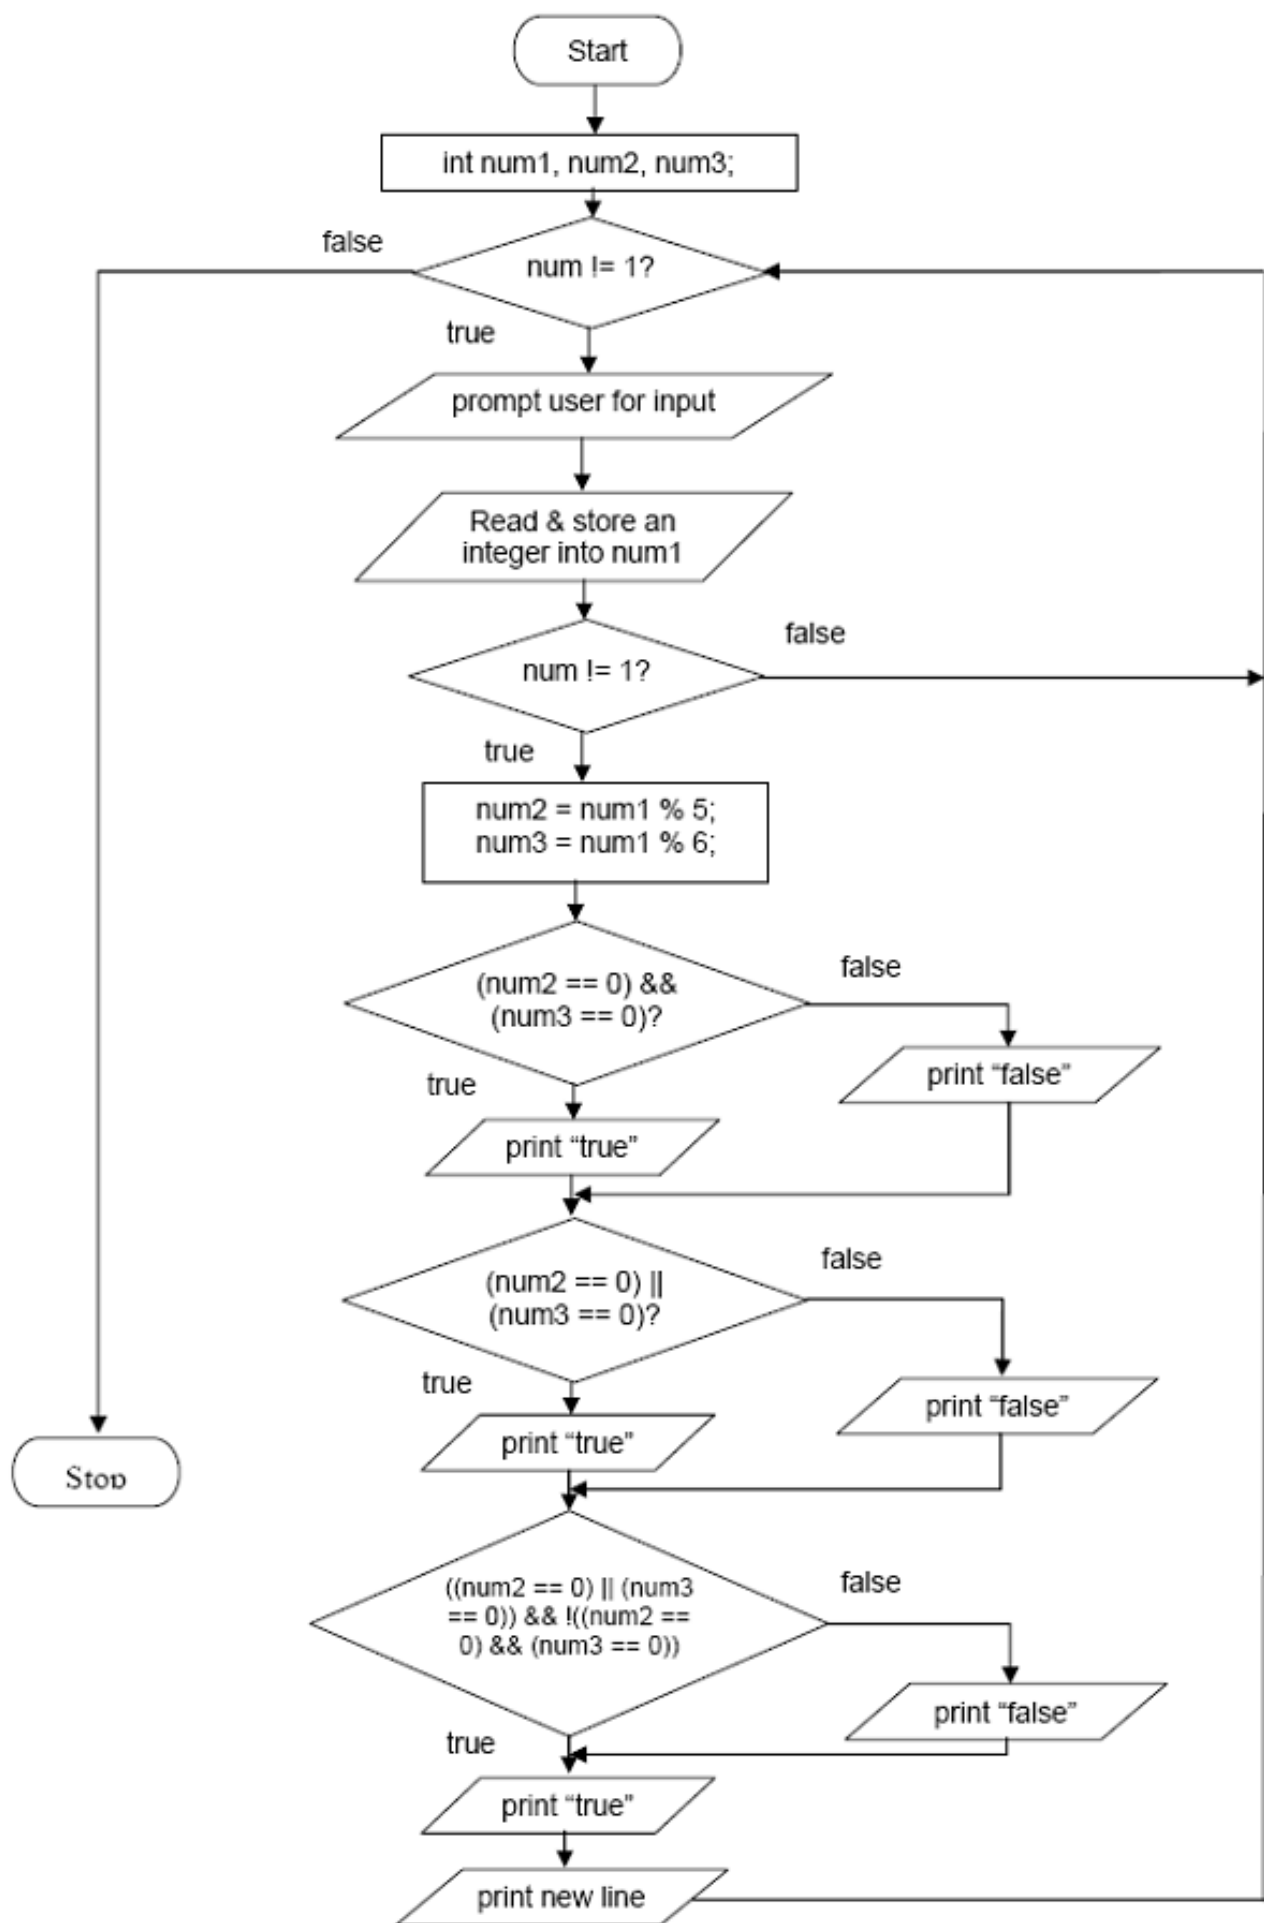 Start
int num1, num2, num3;
false
num != 1?
true
prompt user for input
Read & store an
integer into num1
false
num != 1?
true
num2 = num1 % 5;
num3 = num1 % 6;
false
(num2 == 0) &&
(num3 == 0)?
print “false”
true
print “true”
false
(num2 == 0) ||
(num3 == 0)?
true
print “false”
print “true”
Stop
false
((num2 == 0) || (num3
== 0)) && !((num2 ==
0) && (num3 == 0))
print “false”
true
print “true”
print new line